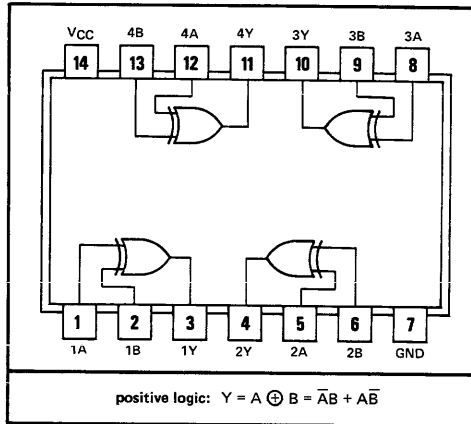 VCC 4B 4A 4Y 3Y 3B 3A
14 13 12 11 10 9 8
1 2 3 4 5 6 7
1A 1B 1Y 2Y 2A 2B GND
positive logic: Y = A ⊕ B = A̅B + AB̅